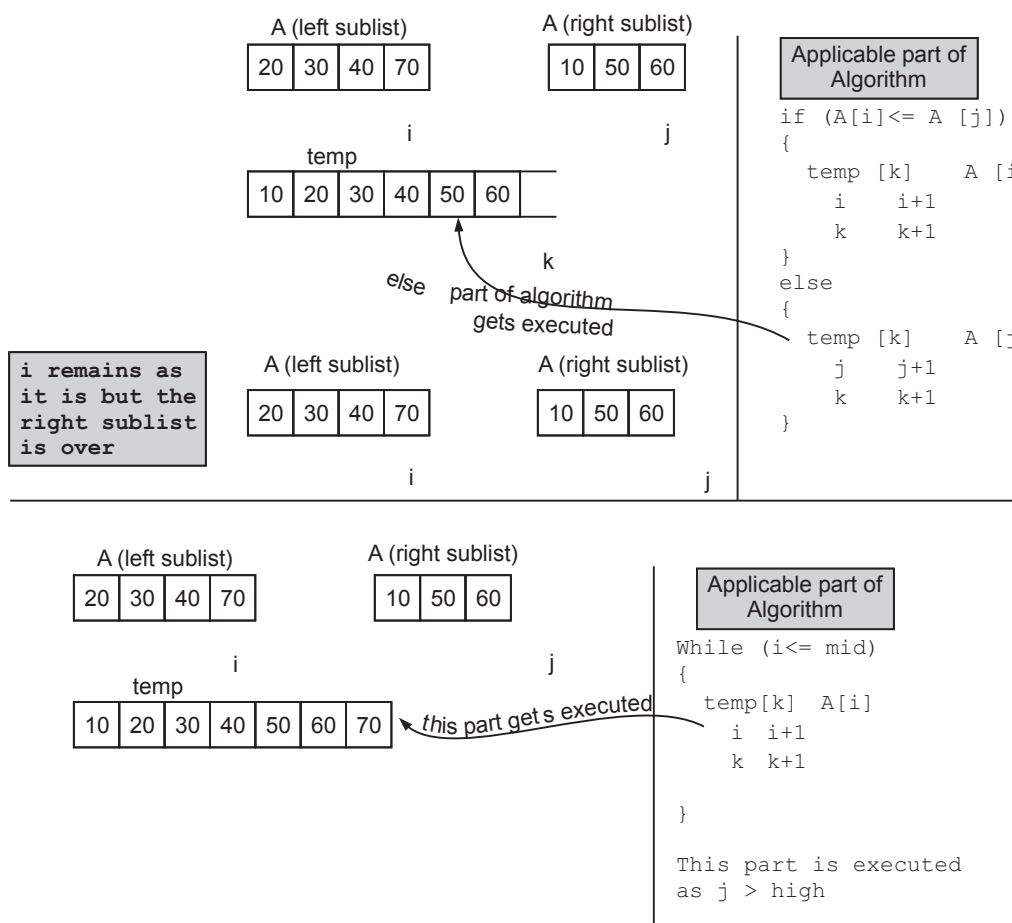 A (left sublist)
A (right sublist)
20 30 40 70
10 50 60
i
j
temp
10 20 30 40 50 60
k
else part of algorithm
gets executed
Applicable part of
Algorithm
if (A[i]<= A [j])
{
temp [k] A [i
i i+1
k k+1
}
else
{
temp [k] A [j
j j+1
k k+1
}
i remains as
it is but the
right sublist
is over
A (left sublist)
A (right sublist)
20 30 40 70
10 50 60
i
j
A (left sublist)
A (right sublist)
20 30 40 70
10 50 60
i
j
temp
10 20 30 40 50 60 70
this part gets executed
Applicable part of
Algorithm
While (i<= mid)
{
temp[k] A[i]
i i+1
k k+1
}
This part is executed
as j > high